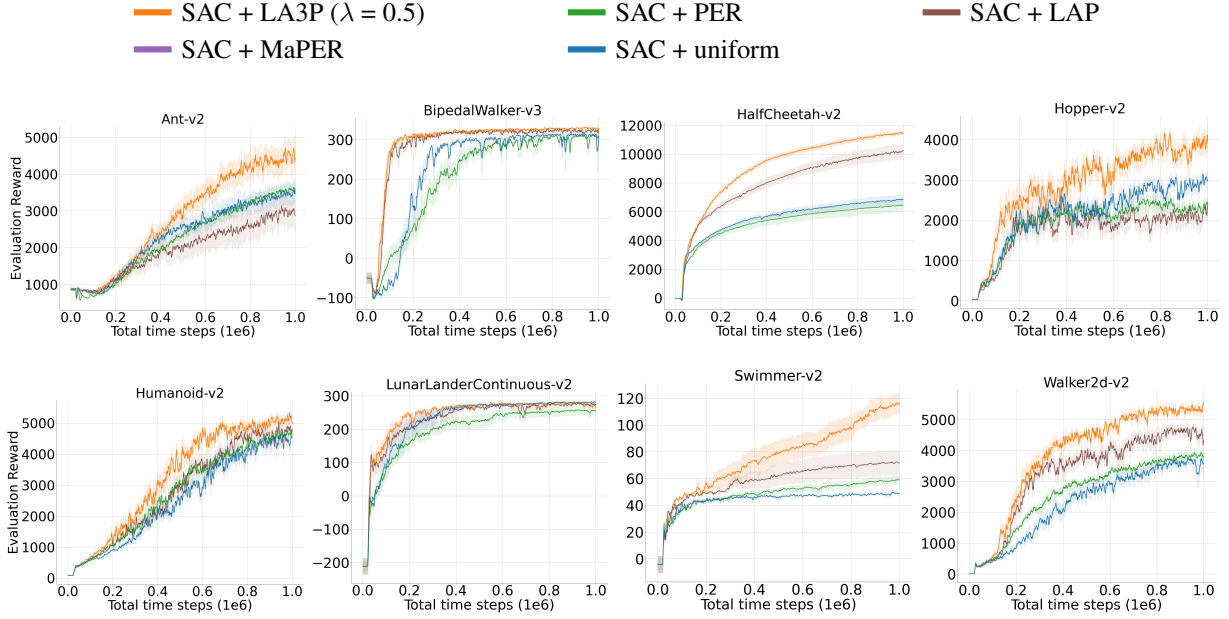 SAC + LA3P (λ = 0.5) SAC + PER SAC + LAP
SAC + MaPER SAC + uniform
Ant-v2
Evaluation Reward
5000
4000
3000
2000
1000
0.0 0.2 0.4 0.6 0.8 1.0
Total time steps (1e6)
BipedalWalker-v3
300
200
100
0
−100
0.0 0.2 0.4 0.6 0.8 1.0
Total time steps (1e6)
HalfCheetah-v2
12000
10000
8000
6000
4000
2000
0
0.0 0.2 0.4 0.6 0.8 1.0
Total time steps (1e6)
Hopper-v2
4000
3000
2000
1000
0
0.0 0.2 0.4 0.6 0.8 1.0
Total time steps (1e6)
Humanoid-v2
Evaluation Reward
5000
4000
3000
2000
1000
0
0.0 0.2 0.4 0.6 0.8 1.0
Total time steps (1e6)
LunarLanderContinuous-v2
300
200
100
0
−100
−200
0.0 0.2 0.4 0.6 0.8 1.0
Total time steps (1e6)
Swimmer-v2
120
100
80
60
40
20
0
0.0 0.2 0.4 0.6 0.8 1.0
Total time steps (1e6)
Walker2d-v2
5000
4000
3000
2000
1000
0
0.0 0.2 0.4 0.6 0.8 1.0
Total time steps (1e6)